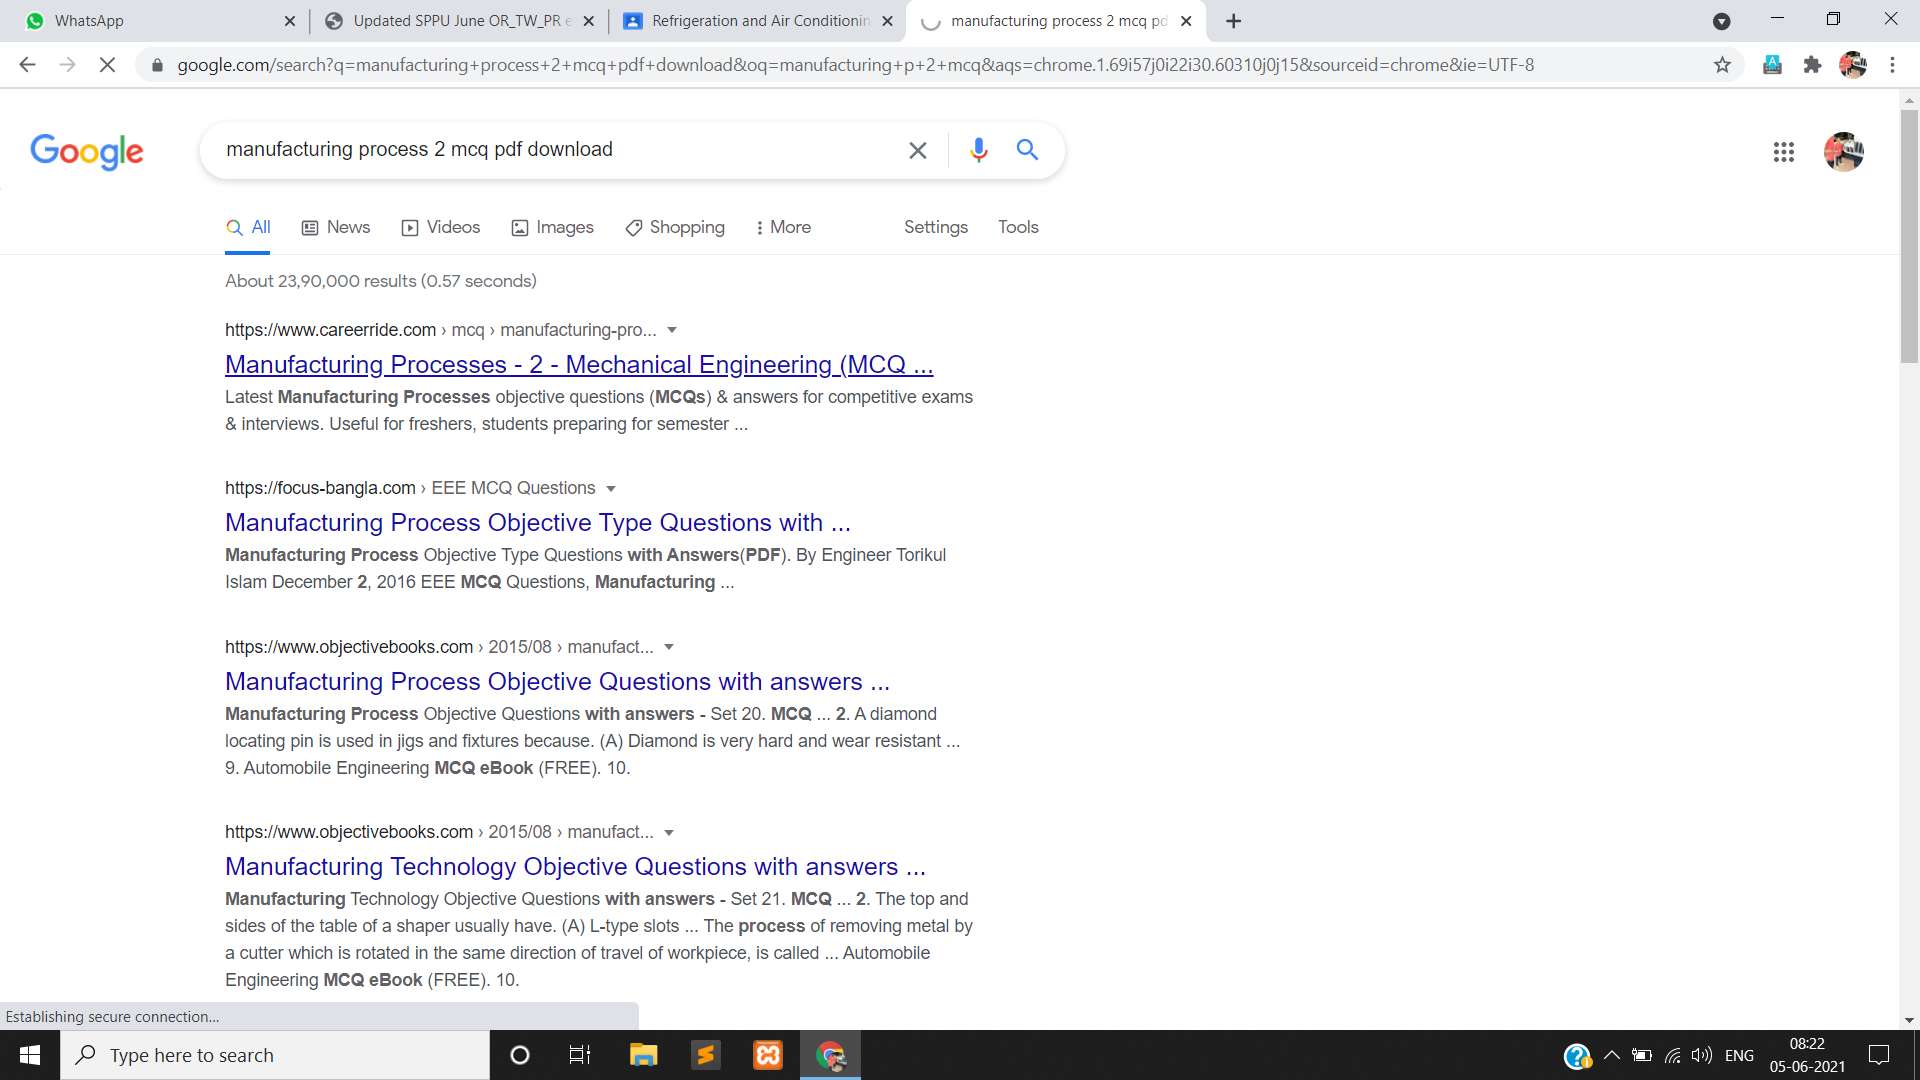 WhatsApp
Updated SPPU June OR_TW_PR e
Refrigeration and Air Conditionin
manufacturing process 2 mcq pd
google.com/search?q=manufacturing+process+2+mcq+pdf+download&oq=manufacturing+p+2+mcq&aqs=chrome.1.69i57j0i22i30.60310j0j15&sourceid=chrome&ie=UTF-8
Google
manufacturing process 2 mcq pdf download
All
News
Videos
Images
Shopping
More
Settings
Tools
About 23,90,000 results (0.57 seconds)
https://www.careerride.com › mcq › manufacturing-pro...
Manufacturing Processes - 2 - Mechanical Engineering (MCQ ...
Latest Manufacturing Processes objective questions (MCQs) & answers for competitive exams
& interviews. Useful for freshers, students preparing for semester ...
https://focus-bangla.com › EEE MCQ Questions
Manufacturing Process Objective Type Questions with ...
Manufacturing Process Objective Type Questions with Answers(PDF). By Engineer Torikul
Islam December 2, 2016 EEE MCQ Questions, Manufacturing ...
https://www.objectivebooks.com › 2015/08 › manufact...
Manufacturing Process Objective Questions with answers ...
Manufacturing Process Objective Questions with answers - Set 20. MCQ ... 2. A diamond
locating pin is used in jigs and fixtures because. (A) Diamond is very hard and wear resistant ...
9. Automobile Engineering MCQ eBook (FREE). 10.
https://www.objectivebooks.com › 2015/08 › manufact...
Manufacturing Technology Objective Questions with answers ...
Manufacturing Technology Objective Questions with answers - Set 21. MCQ ... 2. The top and
sides of the table of a shaper usually have. (A) L-type slots ... The process of removing metal by
a cutter which is rotated in the same direction of travel of workpiece, is called ... Automobile
Engineering MCQ eBook (FREE). 10.
Establishing secure connection...
Type here to search
ENG
08:22
05-06-2021